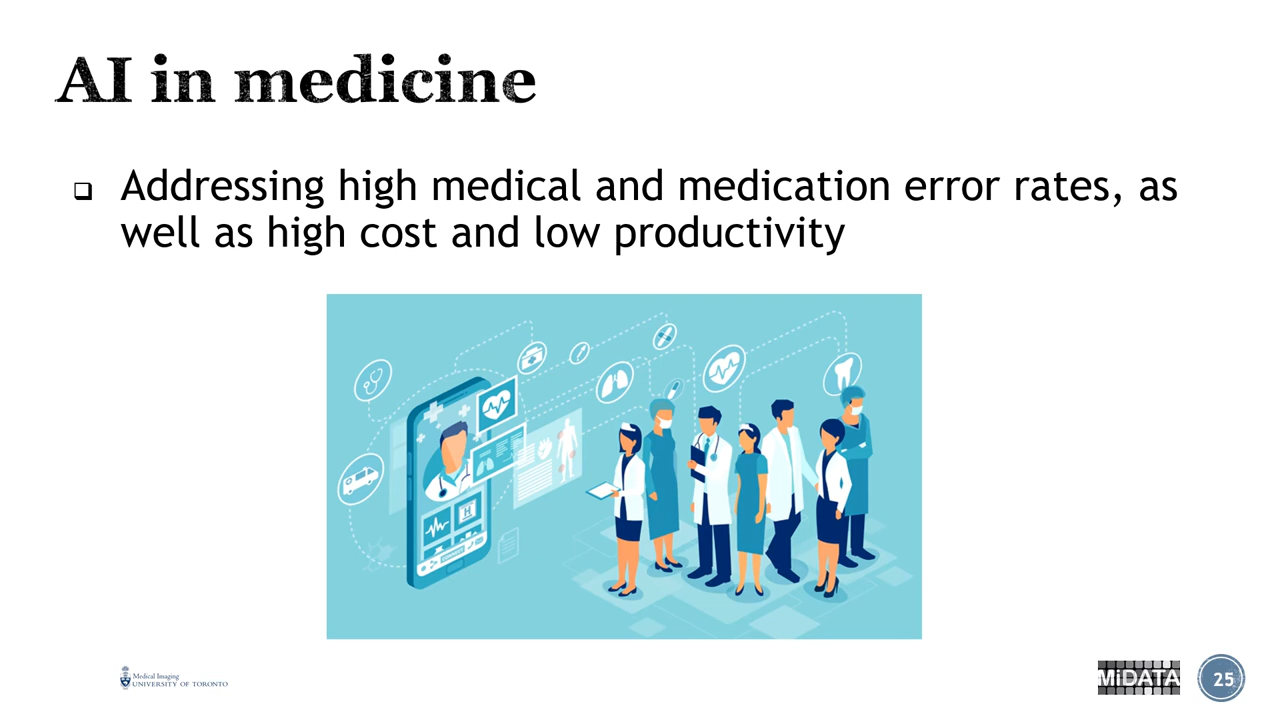 AI in medicine
❑ Addressing high medical and medication error rates, as
well as high cost and low productivity
H
Medical Imaging
UNIVERSITY OF TORONTO
MiDATA
25